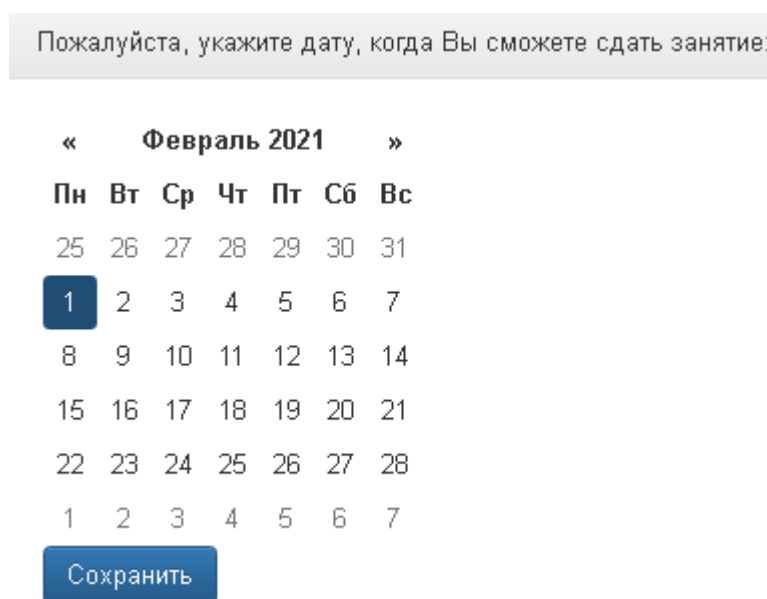 Пожалуйста, укажите дату, когда Вы сможете сдать занятие:
« Февраль 2021 »
Пн Вт Ср Чт Пт Сб Вс
25 26 27 28 29 30 31
1 2 3 4 5 6 7
8 9 10 11 12 13 14
15 16 17 18 19 20 21
22 23 24 25 26 27 28
1 2 3 4 5 6 7
Сохранить